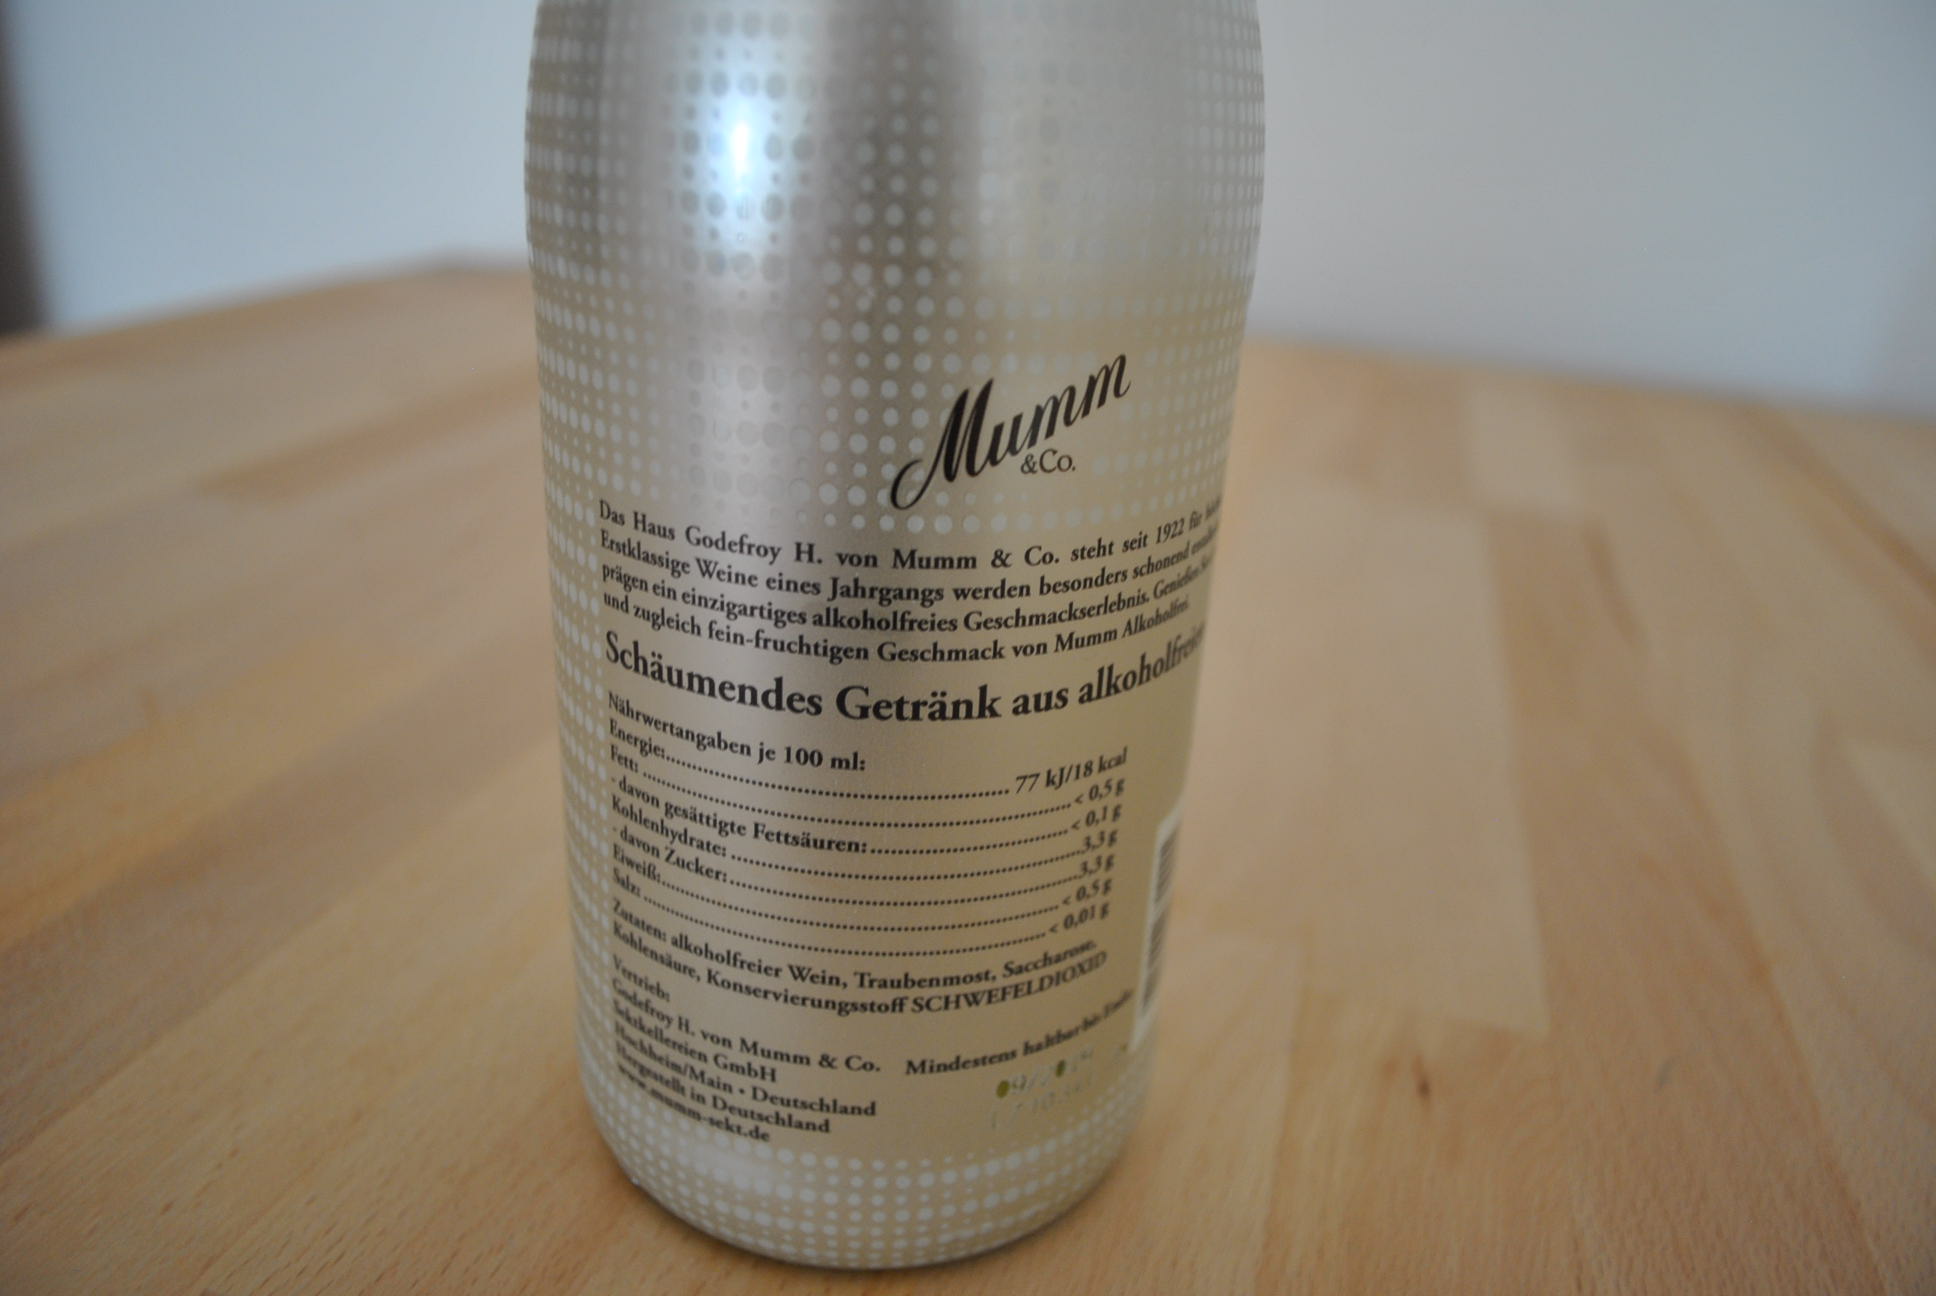 Mumm
&Co.
Das Haus Godefroy H. von Mumm & Co. steht seit 1922 für
Erstklassige Weine eines Jahrgangs werden besonders schonend
prägen ein einzigartiges alkoholfreies Geschmackserlebnis. Genießen
und zugleich fein-fruchtigen Geschmack von Mumm Alkoholfrei.
Schäumendes Getränk aus
Nährwertangaben je 100 ml:
Energie:.......... 77 kJ/18 kcal
Fett: .......... < 0,5 g
- davon gesättigte Fettsäuren:.......... < 0,1 g
Kohlenhydrate: .......... 3,3 g
- davon Zucker:.......... 3,3 g
Eiweiß:.......... < 0,5 g
Salz: .......... < 0,01 g
Zutaten: alkoholfreier Wein, Traubenmost, Saccharose,
Kohlensäure, Konservierungsstoff SCHWEFELDIOXID
Vertrieb:
Godefroy H. von Mumm & Co.
Sektkellereien GmbH
Hochheim/Main • Deutschland
Hergestellt in Deutschland
www.mumm-sekt.de
Mindestens haltbar bis Ende: